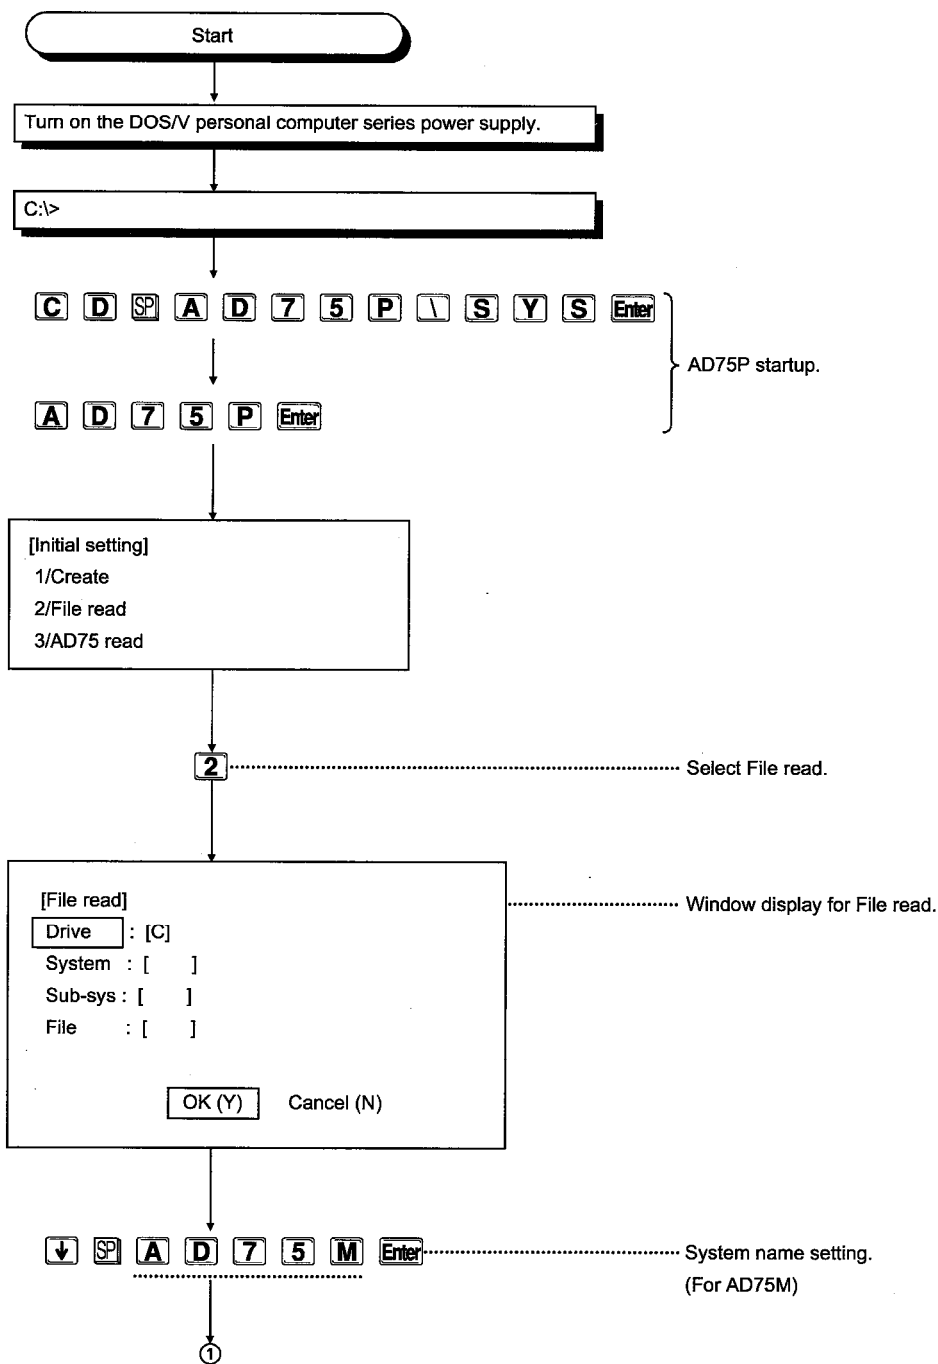 Start
Turn on the DOS/V personal computer series power supply.
C:\>
C D SP A D 7 5 P \ S Y S Enter
AD75P startup.
A D 7 5 P Enter
[Initial setting]
1/Create
2/File read
3/AD75 read
2 Select File read.
[File read]
Window display for File read.
Drive : [C]
System : [ ]
Sub-sys : [ ]
File : [ ]
OK (Y) Cancel (N)
↓ SP A D 7 5 M Enter System name setting.
(For AD75M)
①